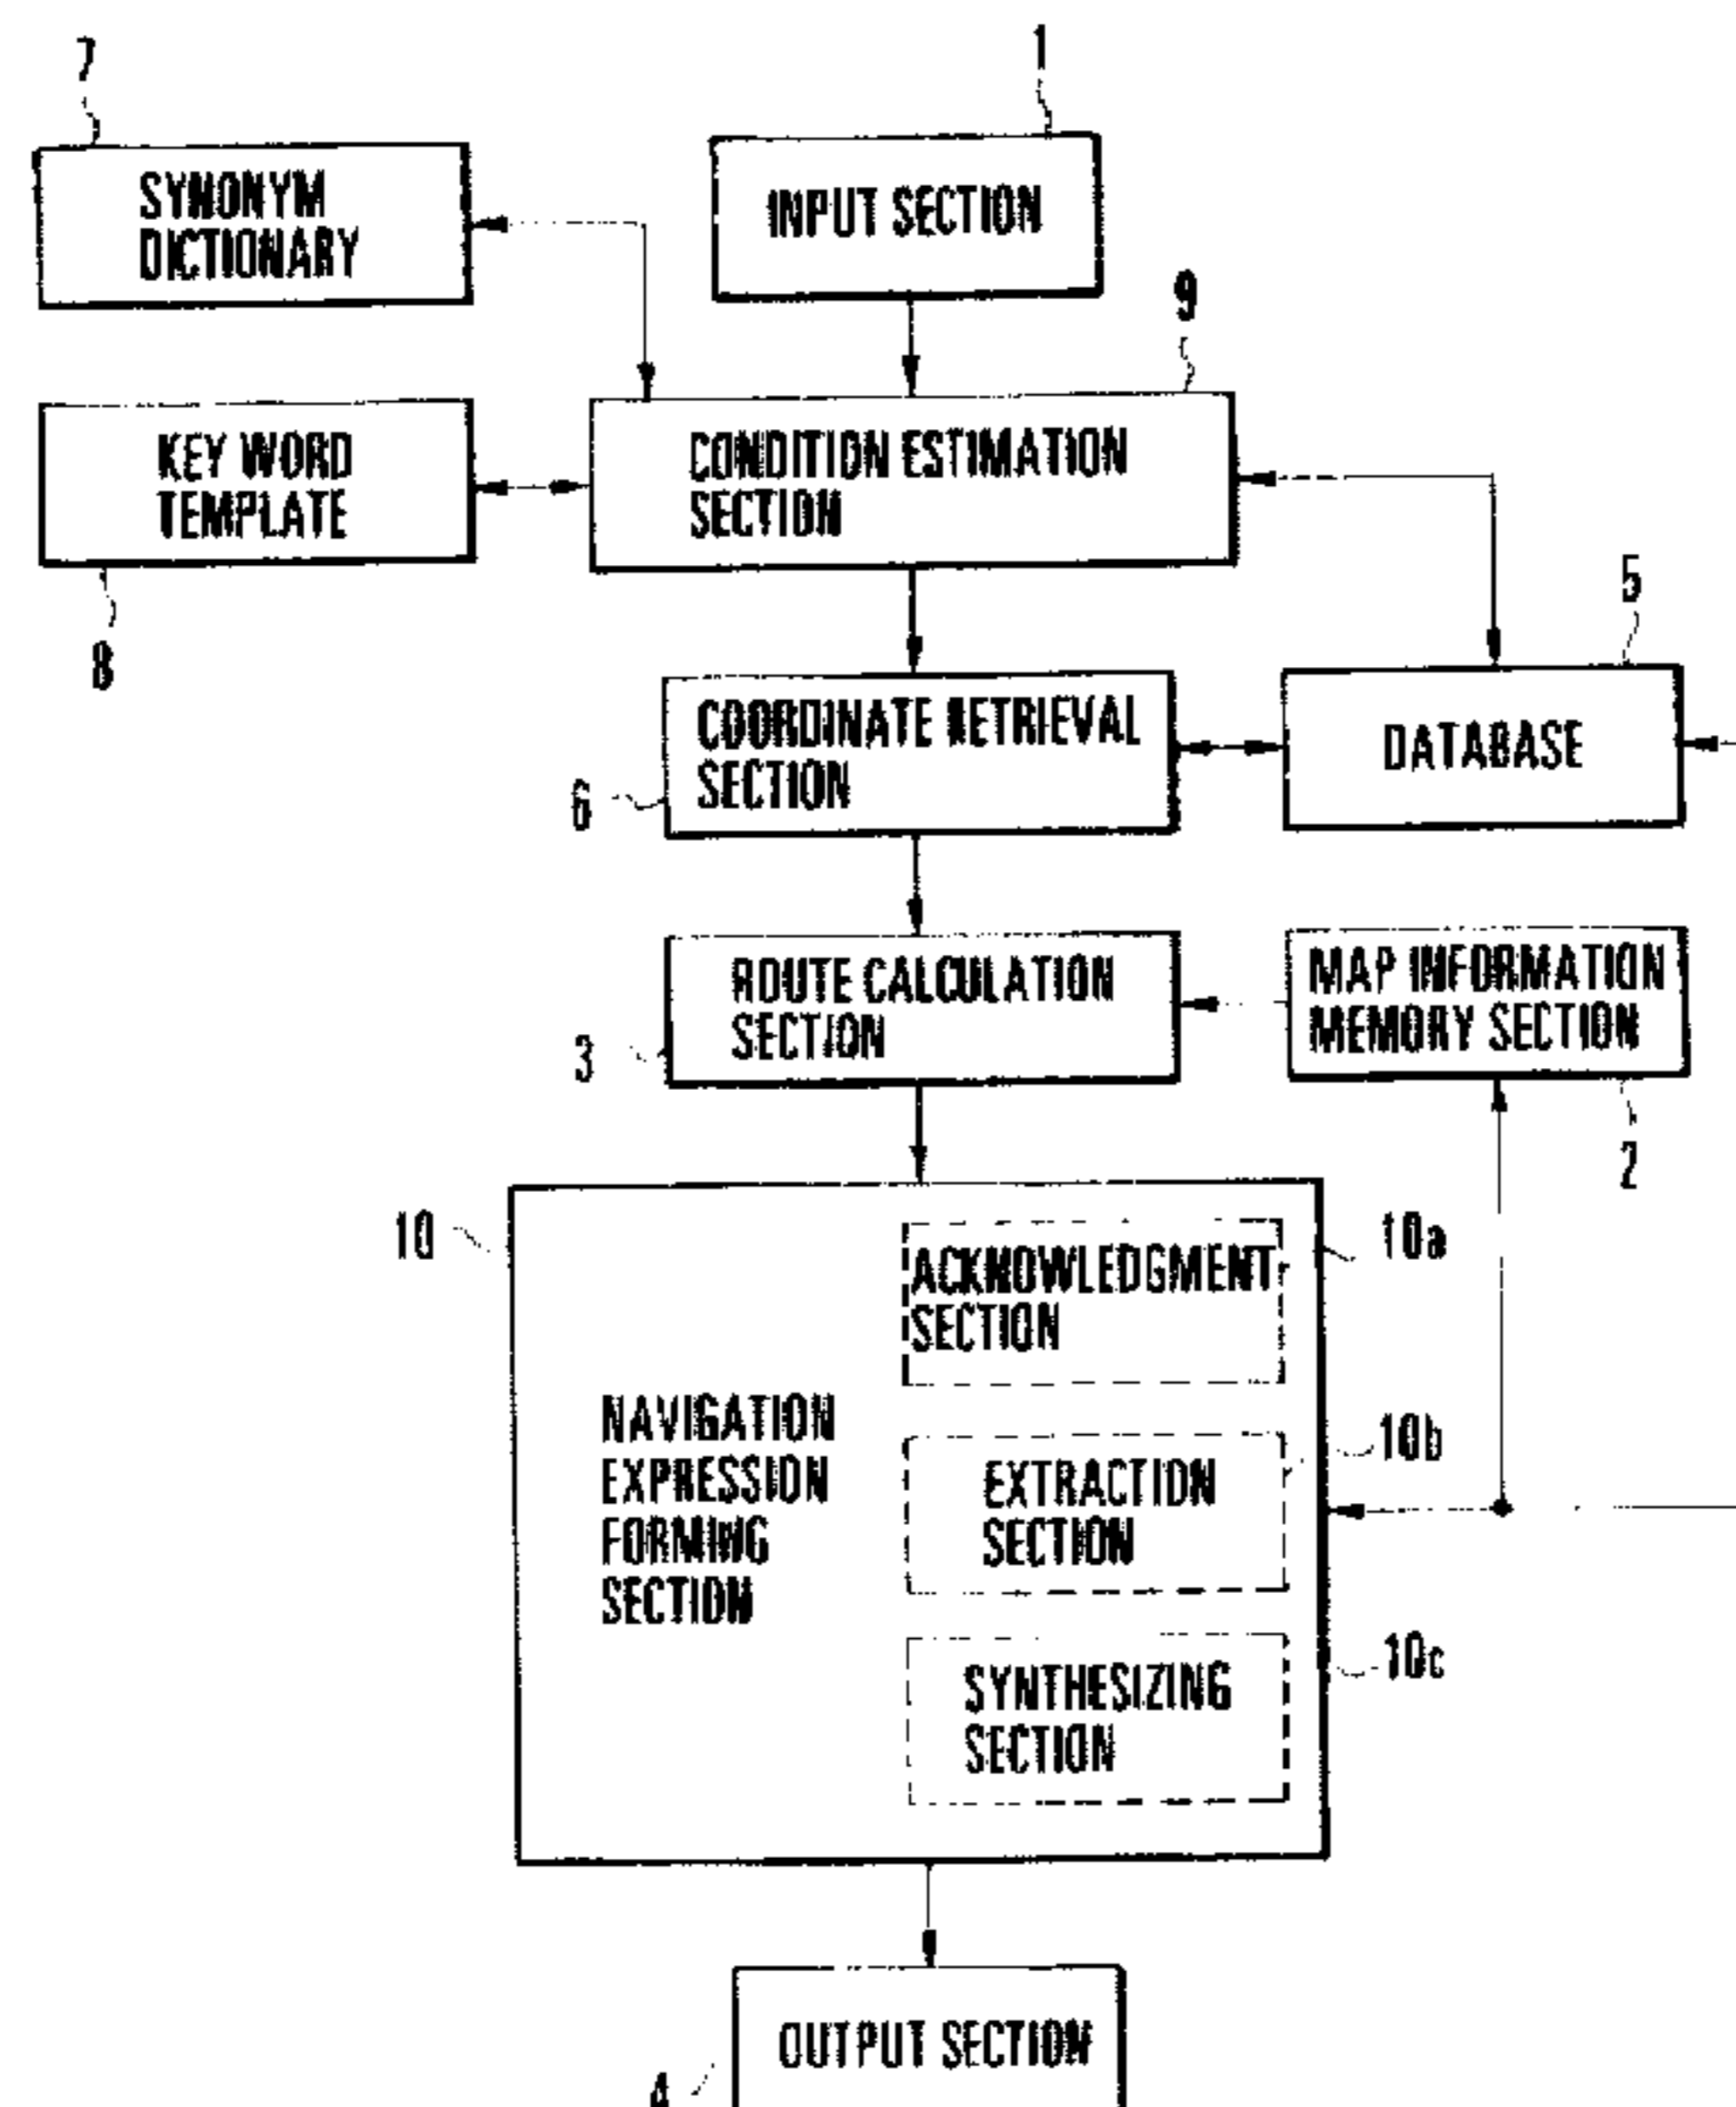 7
1
SYNONYM
DICTIONARY
INPUT SECTION
9
KEY WORD
TEMPLATE
CONDITION ESTIMATION
SECTION
8
5
COORDINATE RETRIEVAL
SECTION
DATABASE
6
ROUTE CALCULATION
SECTION
MAP INFORMATION
MEMORY SECTION
3
2
10
10a
ACKNOWLEDGMENT
SECTION
NAVIGATION
EXPRESSION
FORMING
SECTION
10b
EXTRACTION
SECTION
10c
SYNTHESIZING
SECTION
OUTPUT SECTION
4